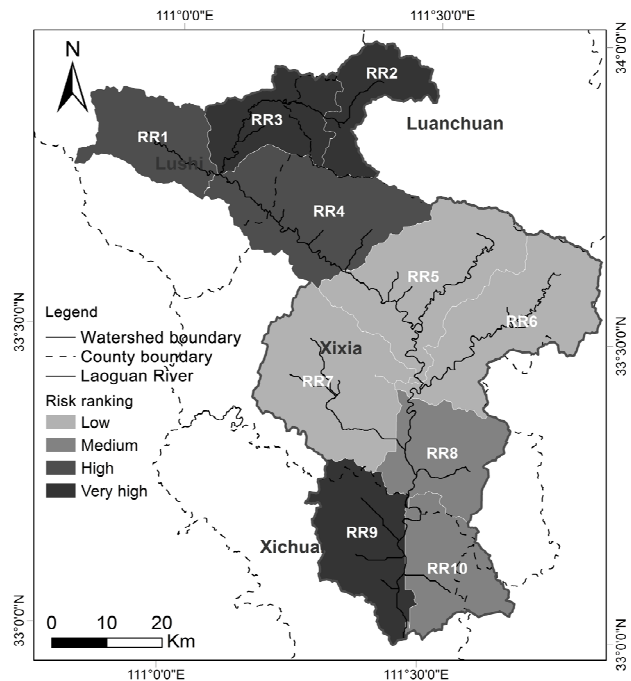 111°0'0"E
111°30'0"E
34°0'0"N
N
RR2
Luanchuan
RR3
RR1
Lushi
RR4
RR5
RR6
33°30'0"N
33°30'0"N
Legend
Watershed boundary
County boundary
Laoguan River
Risk ranking
Low
Medium
High
Very high
Xixia
RR7
RR8
RR9
Xichua
RR10
33°0'0"N
33°0'0"N
0 10 20
Km
111°0'0"E
111°30'0"E